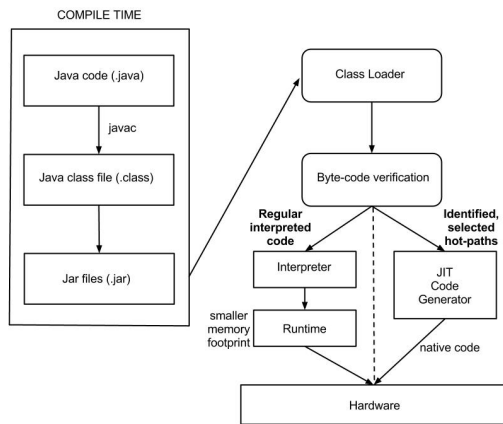 COMPILE TIME
Java code (.java)
javac
Java class file (.class)
Jar files (.jar)
Class Loader
Byte-code verification
Regular
interpreted
code
Identified,
selected
hot-paths
Interpreter
JIT
Code
Generator
smaller
memory
footprint
Runtime
native code
Hardware